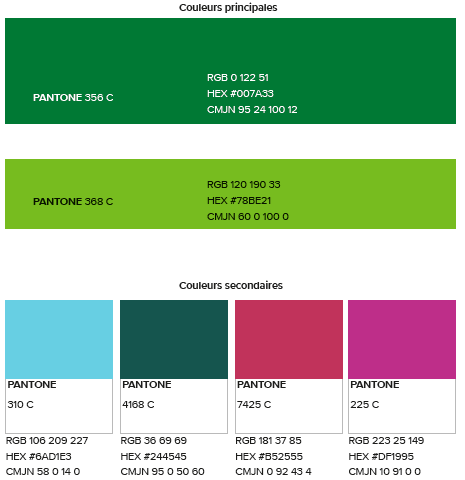 Couleurs principales
PANTONE 356 C
RGB 0 122 51
HEX #007A33
CMJN 95 24 100 12
PANTONE 368 C
RGB 120 190 33
HEX #78BE21
CMJN 60 0 100 0
Couleurs secondaires
PANTONE
310 C
RGB 106 209 227
HEX #6AD1E3
CMJN 58 0 14 0
PANTONE
4168 C
RGB 36 69 69
HEX #244545
CMJN 95 0 50 60
PANTONE
7425 C
RGB 181 37 85
HEX #B52555
CMJN 0 92 43 4
PANTONE
225 C
RGB 223 25 149
HEX #DF1995
CMJN 10 91 0 0